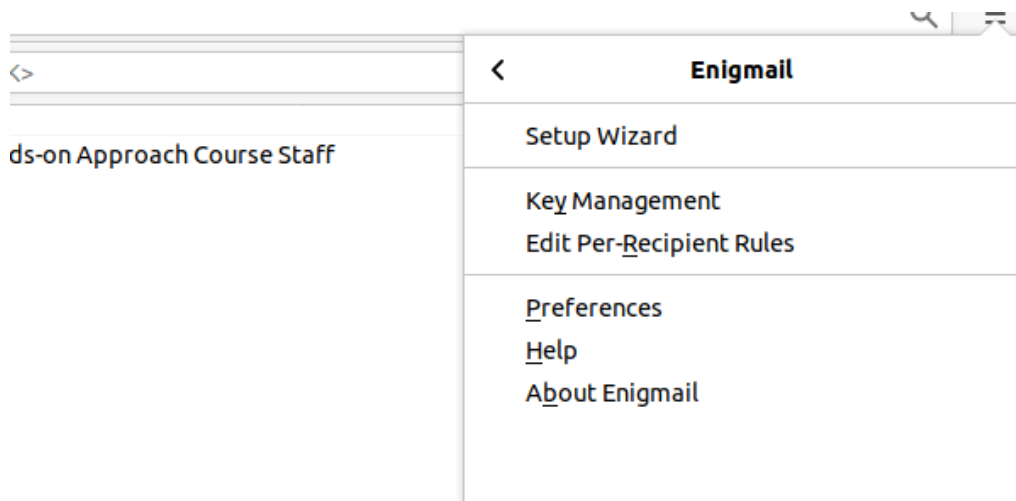 <>
ds-on Approach Course Staff
Enigmail
Setup Wizard
Key Management
Edit Per-Recipient Rules
Preferences
Help
About Enigmail